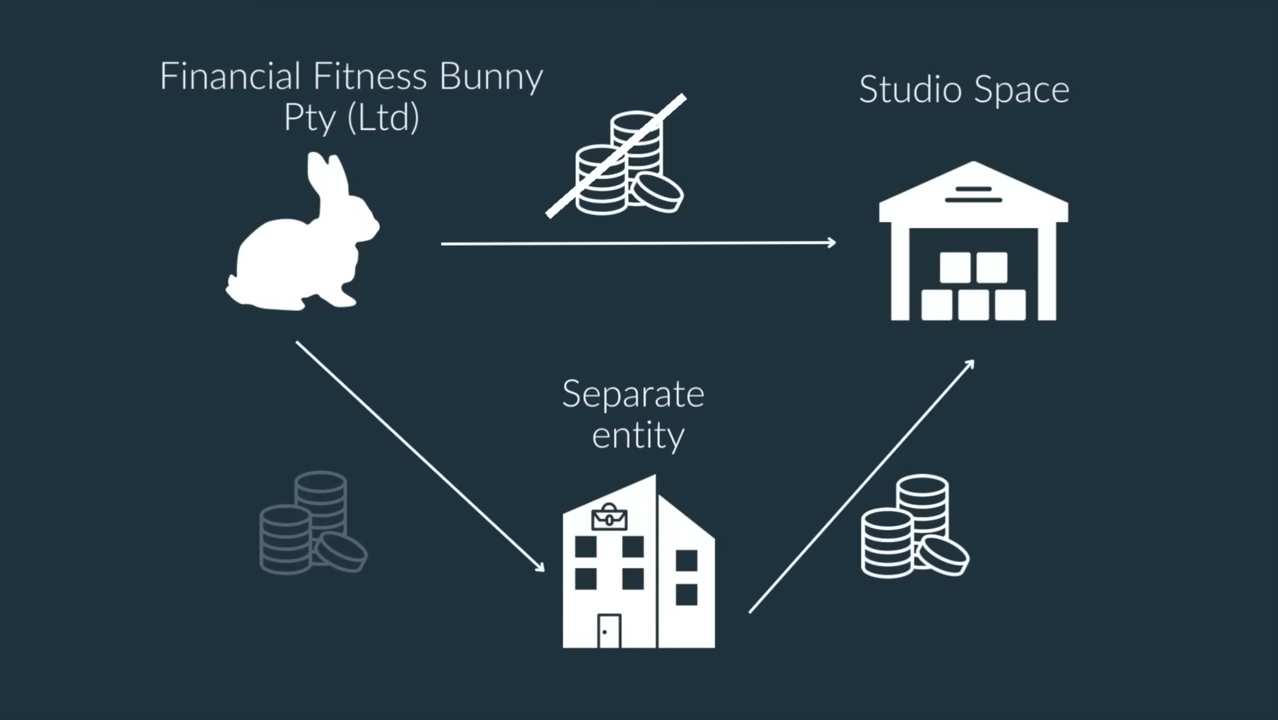 Financial Fitness Bunny
Pty (Ltd)
Studio Space
Separate
entity